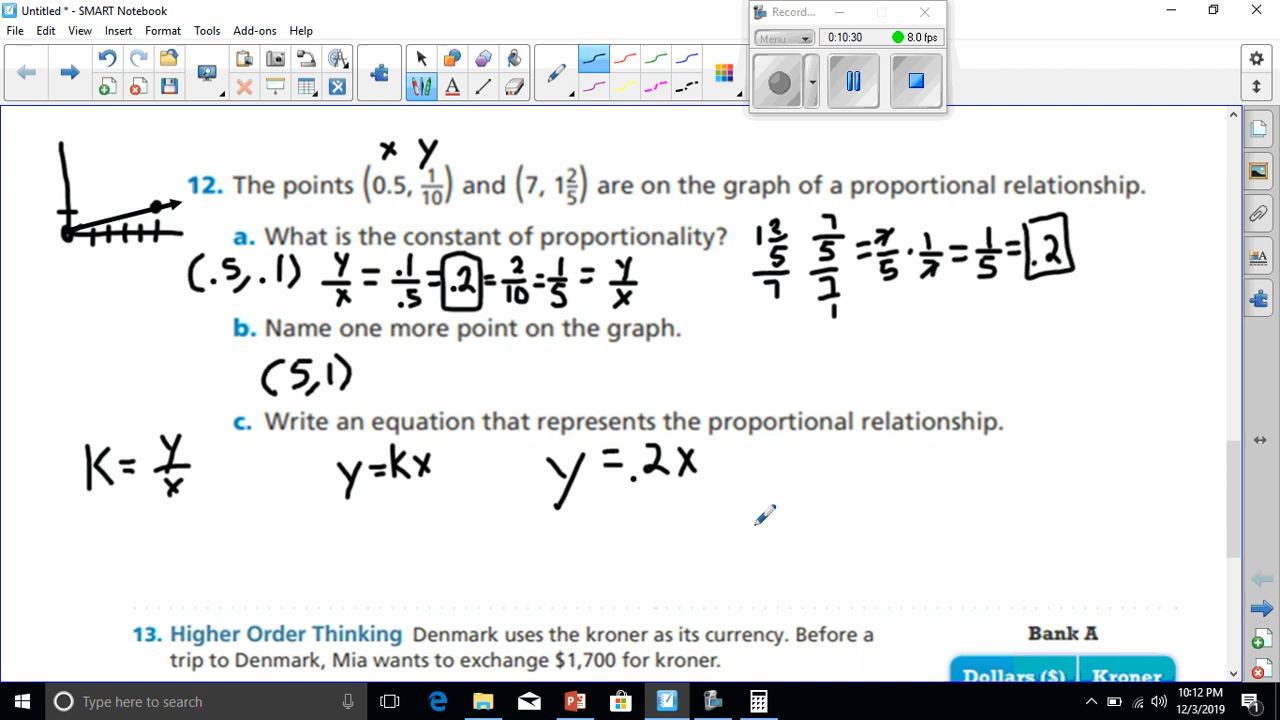 Untitled * - SMART Notebook
File Edit View Insert Format Tools Add-ons Help
Record...
Menu 0:10:30 8.0 fps
x y
12. The points (0.5, 1/10) and (7, 1 2/5) are on the graph of a proportional relationship.
a. What is the constant of proportionality?
(.5, .1) y/x = .1/.5 = .2 = 2/10 = 1/5 = y/x
1 2/5 / 7 7/5 / 7/1 = 7/5 · 1/7 = 1/5 = .2
b. Name one more point on the graph.
(5, 1)
c. Write an equation that represents the proportional relationship.
K = y/x y = Kx y = .2x
13. Higher Order Thinking Denmark uses the kroner as its currency. Before a
trip to Denmark, Mia wants to exchange $1,700 for kroner.
Bank A
Dollars ($) Kroner
Type here to search
10:12 PM
12/3/2019
1